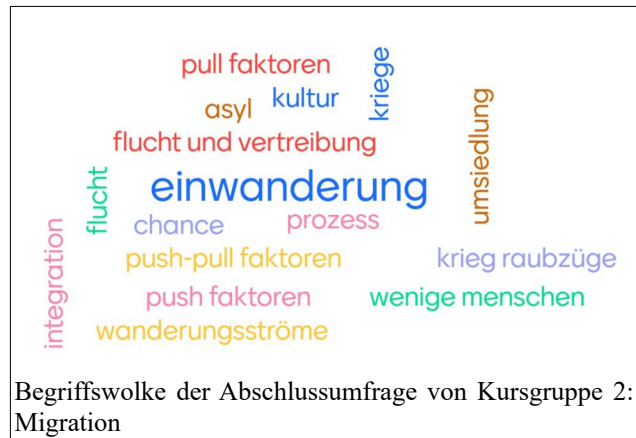 pull faktoren
kriege
asyl
kultur
umsiedlung
flucht und vertreibung
flucht
einwanderung
chance
prozess
integration
push-pull faktoren
krieg raubzüge
push faktoren
wenige menschen
wanderungsströme
Begriffswolke der Abschlussumfrage von Kursgruppe 2:
Migration